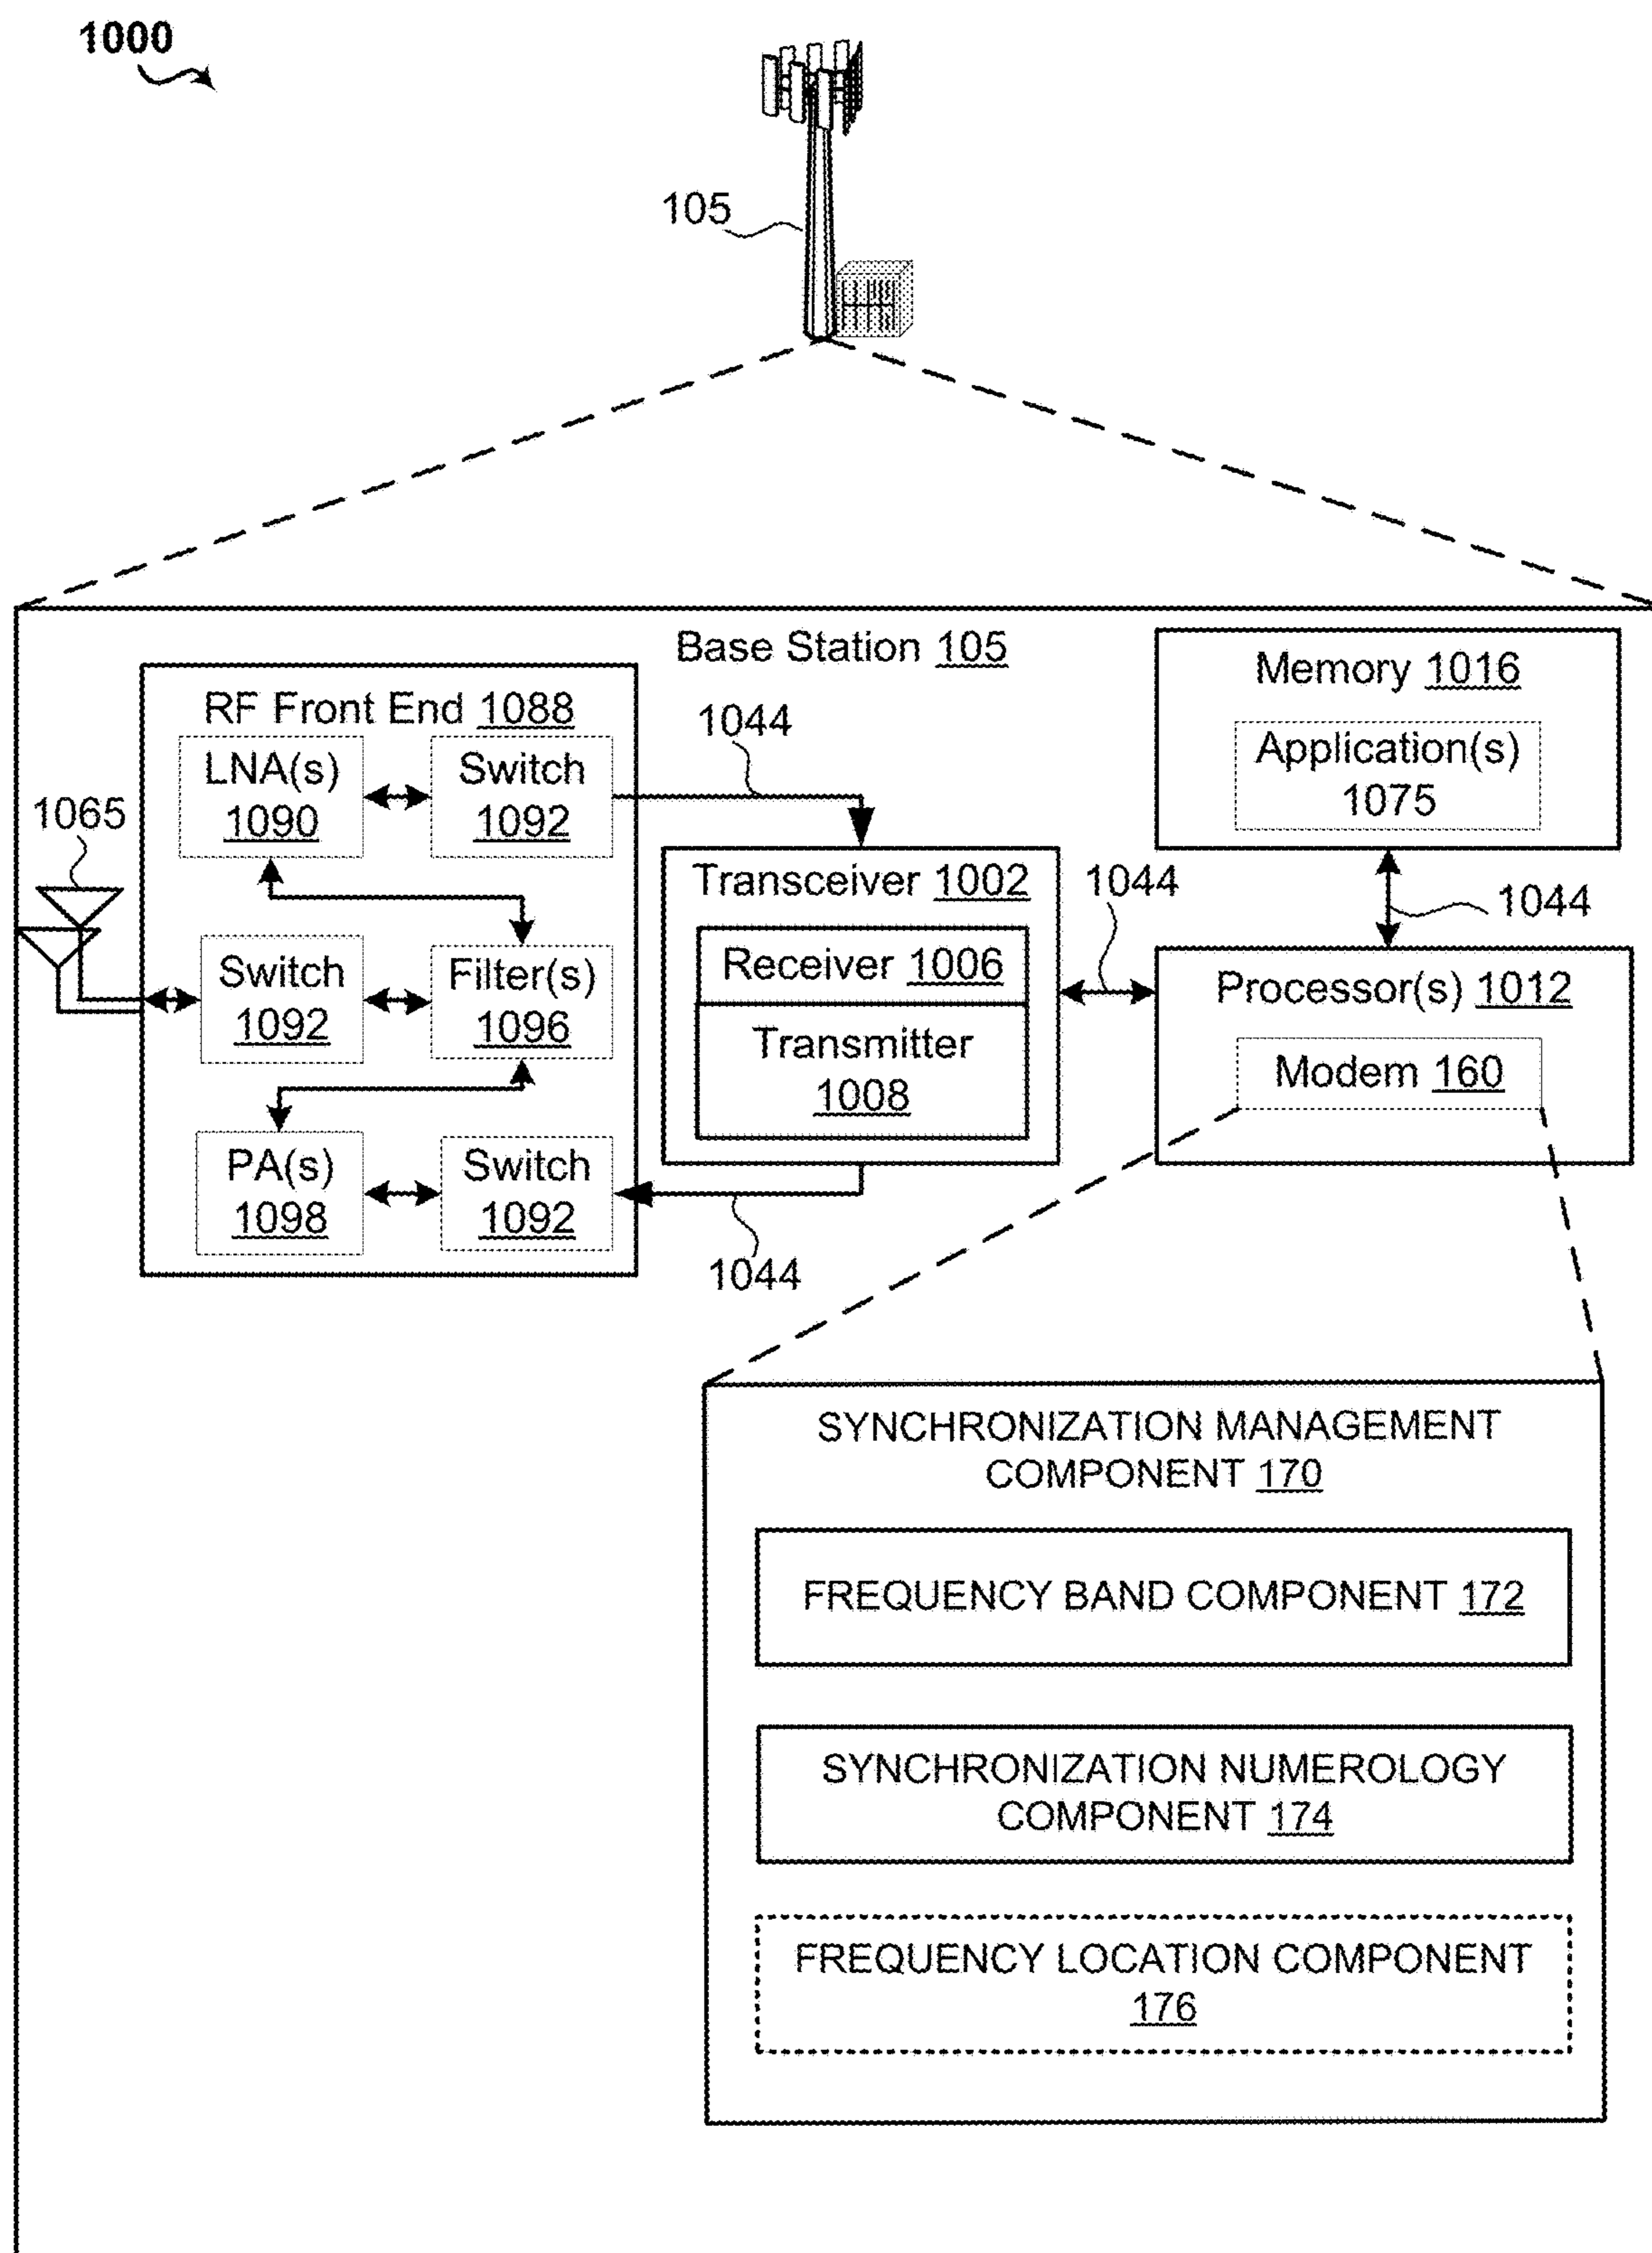 1000
105
Base Station 105
Memory 1016
Application(s)
1075
RF Front End 1088
LNA(s)
1090
Switch
1092
1044
1065
Transceiver 1002
Receiver 1006
Transmitter
1008
1044
1044
Switch
1092
Filter(s)
1096
Processor(s) 1012
Modem 160
PA(s)
1098
Switch
1092
1044
SYNCHRONIZATION MANAGEMENT
COMPONENT 170
FREQUENCY BAND COMPONENT 172
SYNCHRONIZATION NUMEROLOGY
COMPONENT 174
FREQUENCY LOCATION COMPONENT
176